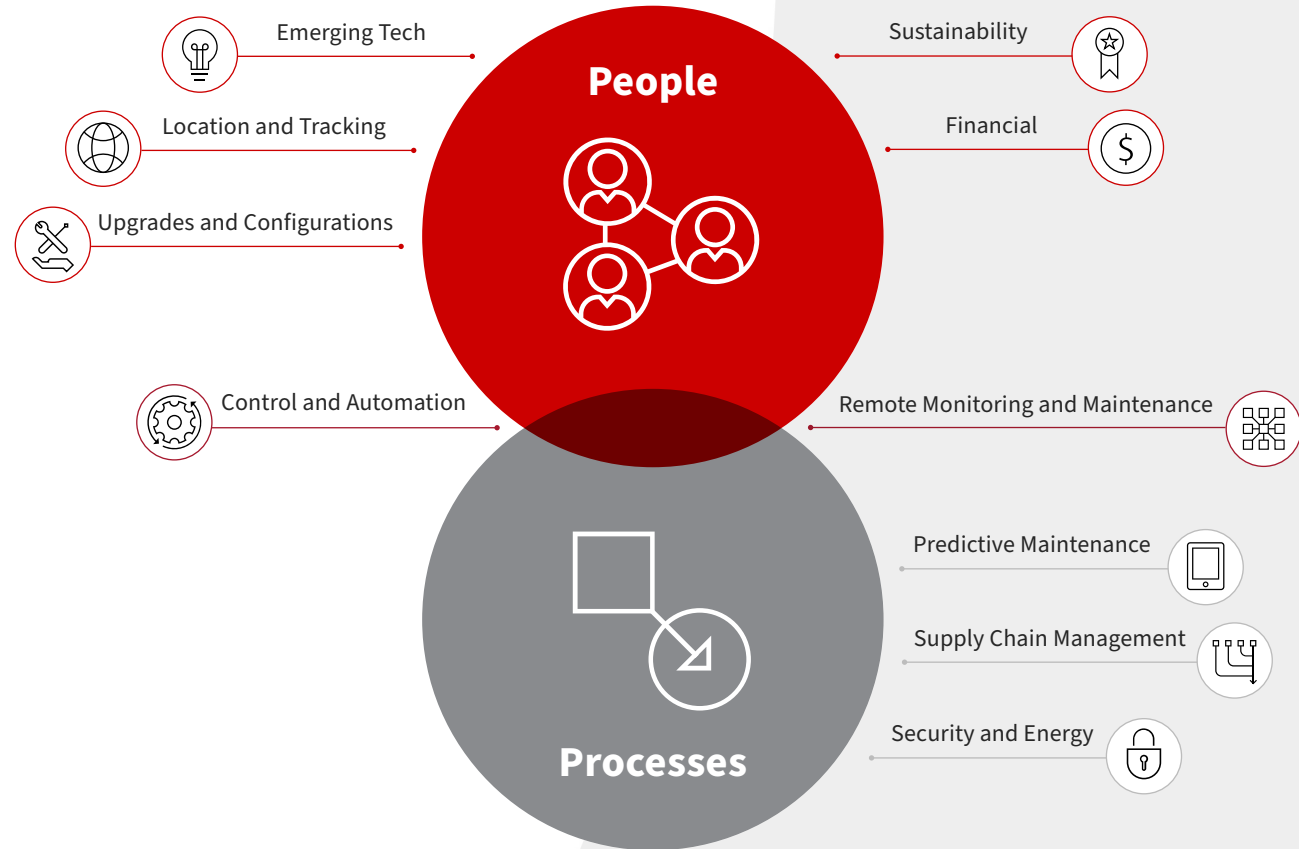 Emerging Tech
Sustainability
People
Location and Tracking
Financial
$
Upgrades and Configurations
Control and Automation
Remote Monitoring and Maintenance
Predictive Maintenance
Supply Chain Management
Security and Energy
Processes